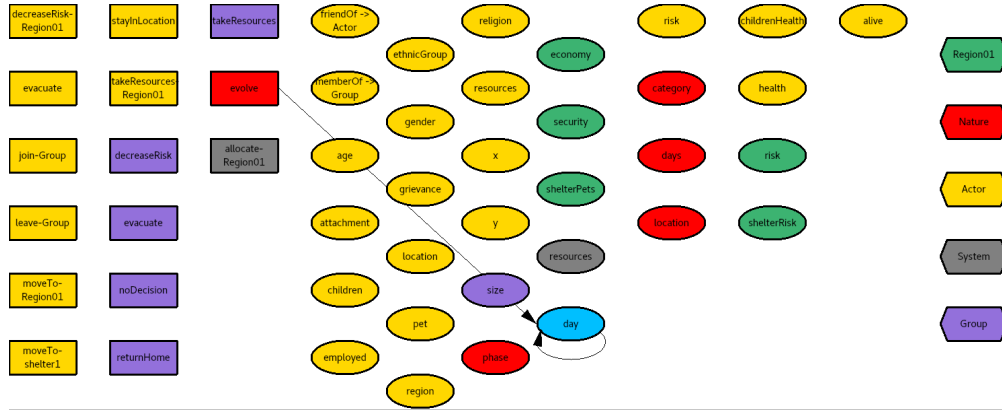 decreaseRisk-
Region01
stayInLocation
takeResources
friendOf ->
Actor
religion
risk
childrenHealth
alive
ethnicGroup
economy
Region01
evacuate
takeResources-
Region01
evolve
memberOf ->
Group
resources
category
health
gender
security
Nature
join-Group
decreaseRisk
allocate-
Region01
age
x
days
risk
grievance
shelterPets
Actor
leave-Group
evacuate
attachment
y
location
shelterRisk
location
resources
System
moveTo-
Region01
noDecision
children
size
pet
day
Group
moveTo-
shelter1
returnHome
employed
phase
region